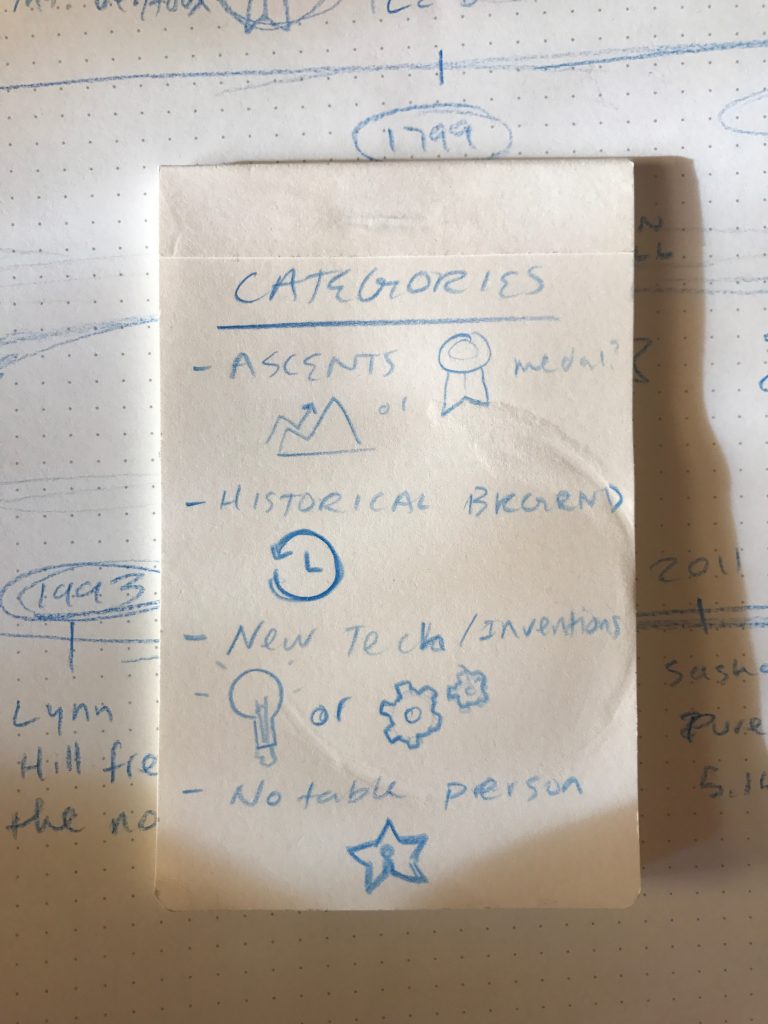 1799
CATEGORIES
- ASCENTS medal?
or
- HISTORICAL BKGRND
1993
2011
- New Tech/Inventions
or
Lynn
Hill fre
the no
Sasha
Pure
5.14
- Notable person